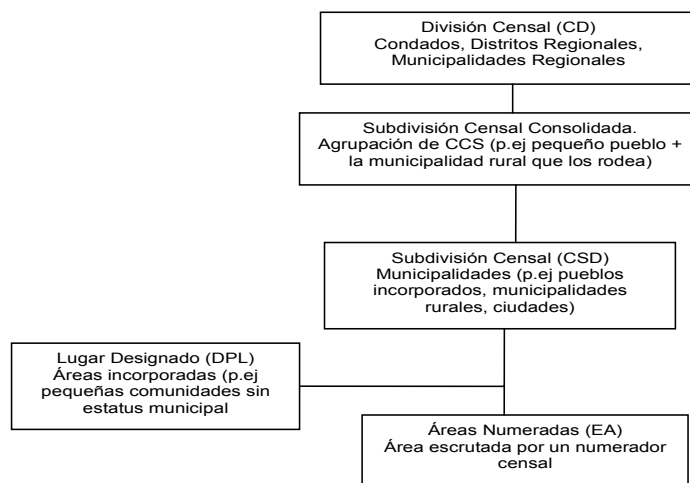 División Censal (CD)
Condados, Distritos Regionales,
Municipalidades Regionales
Subdivisión Censal Consolidada.
Agrupación de CCS (p.ej pequeño pueblo +
la municipalidad rural que los rodea)
Subdivisión Censal (CSD)
Municipalidades (p.ej pueblos
incorporados, municipalidades
rurales, ciudades)
Lugar Designado (DPL)
Áreas incorporadas (p.ej
pequeñas comunidades sin
estatus municipal
Áreas Numeradas (EA)
Área escrutada por un numerador
censal